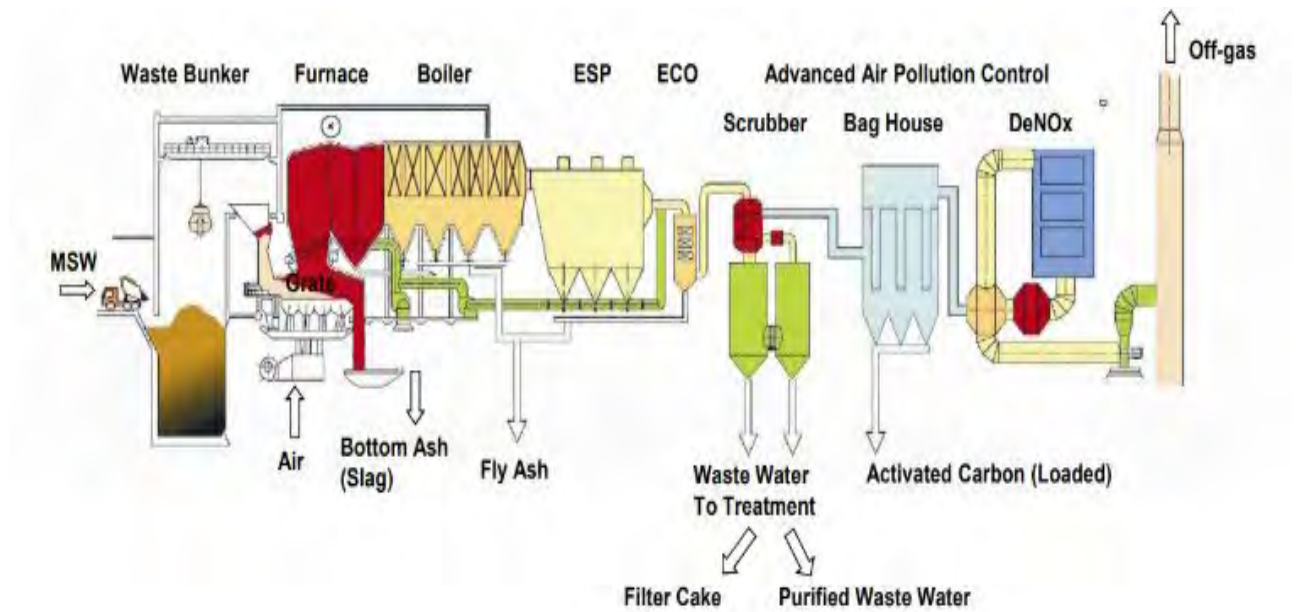 Off-gas
Waste Bunker Furnace Boiler ESP ECO Advanced Air Pollution Control
Scrubber Bag House DeNOx
MSW
Grate
Air
Bottom Ash
(Slag)
Fly Ash
Waste Water
To Treatment
Activated Carbon (Loaded)
Filter Cake Purified Waste Water